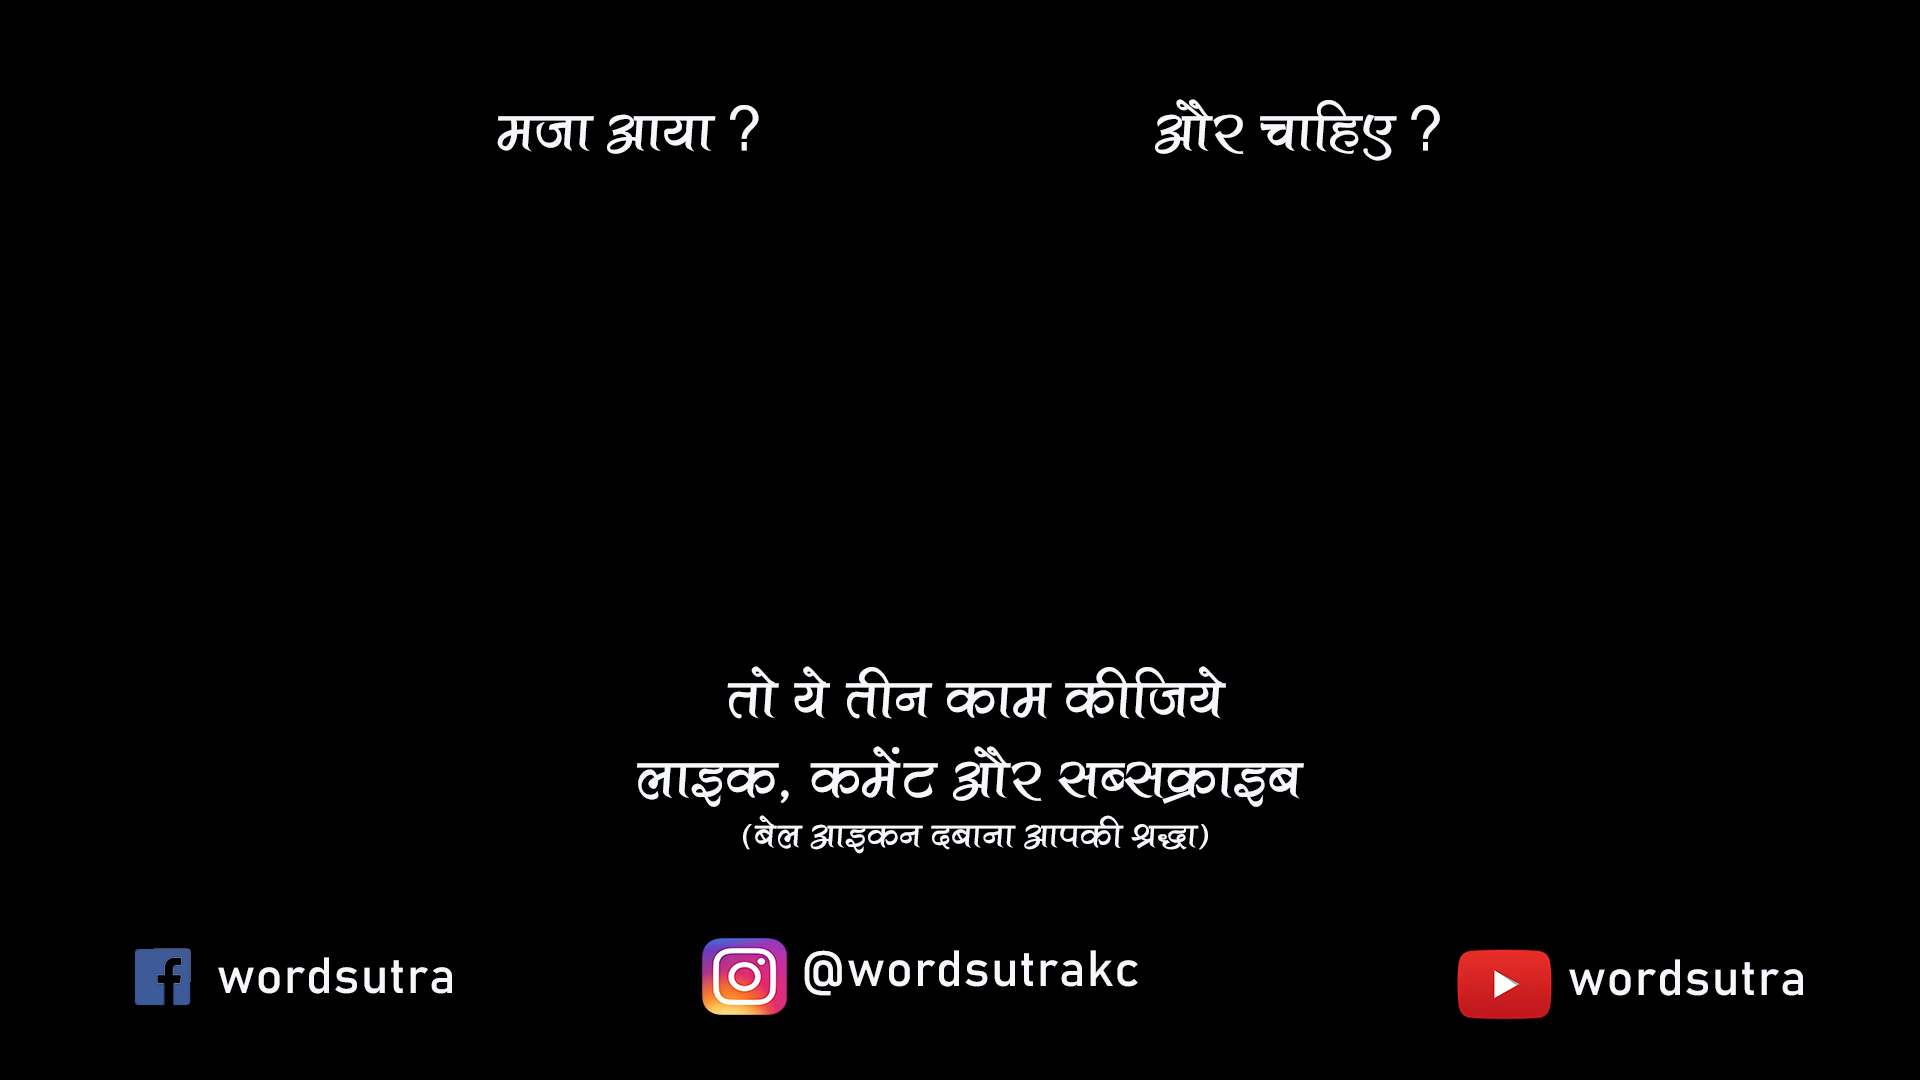 मजा आया ?
और चाहिए ?
तो ये तीन काम कीजिये
लाइक, कमेंट और सब्सक्राइब
(बेल आइकन दबाना आपकी श्रद्धा)
wordsutra
@wordsutrakc
wordsutra